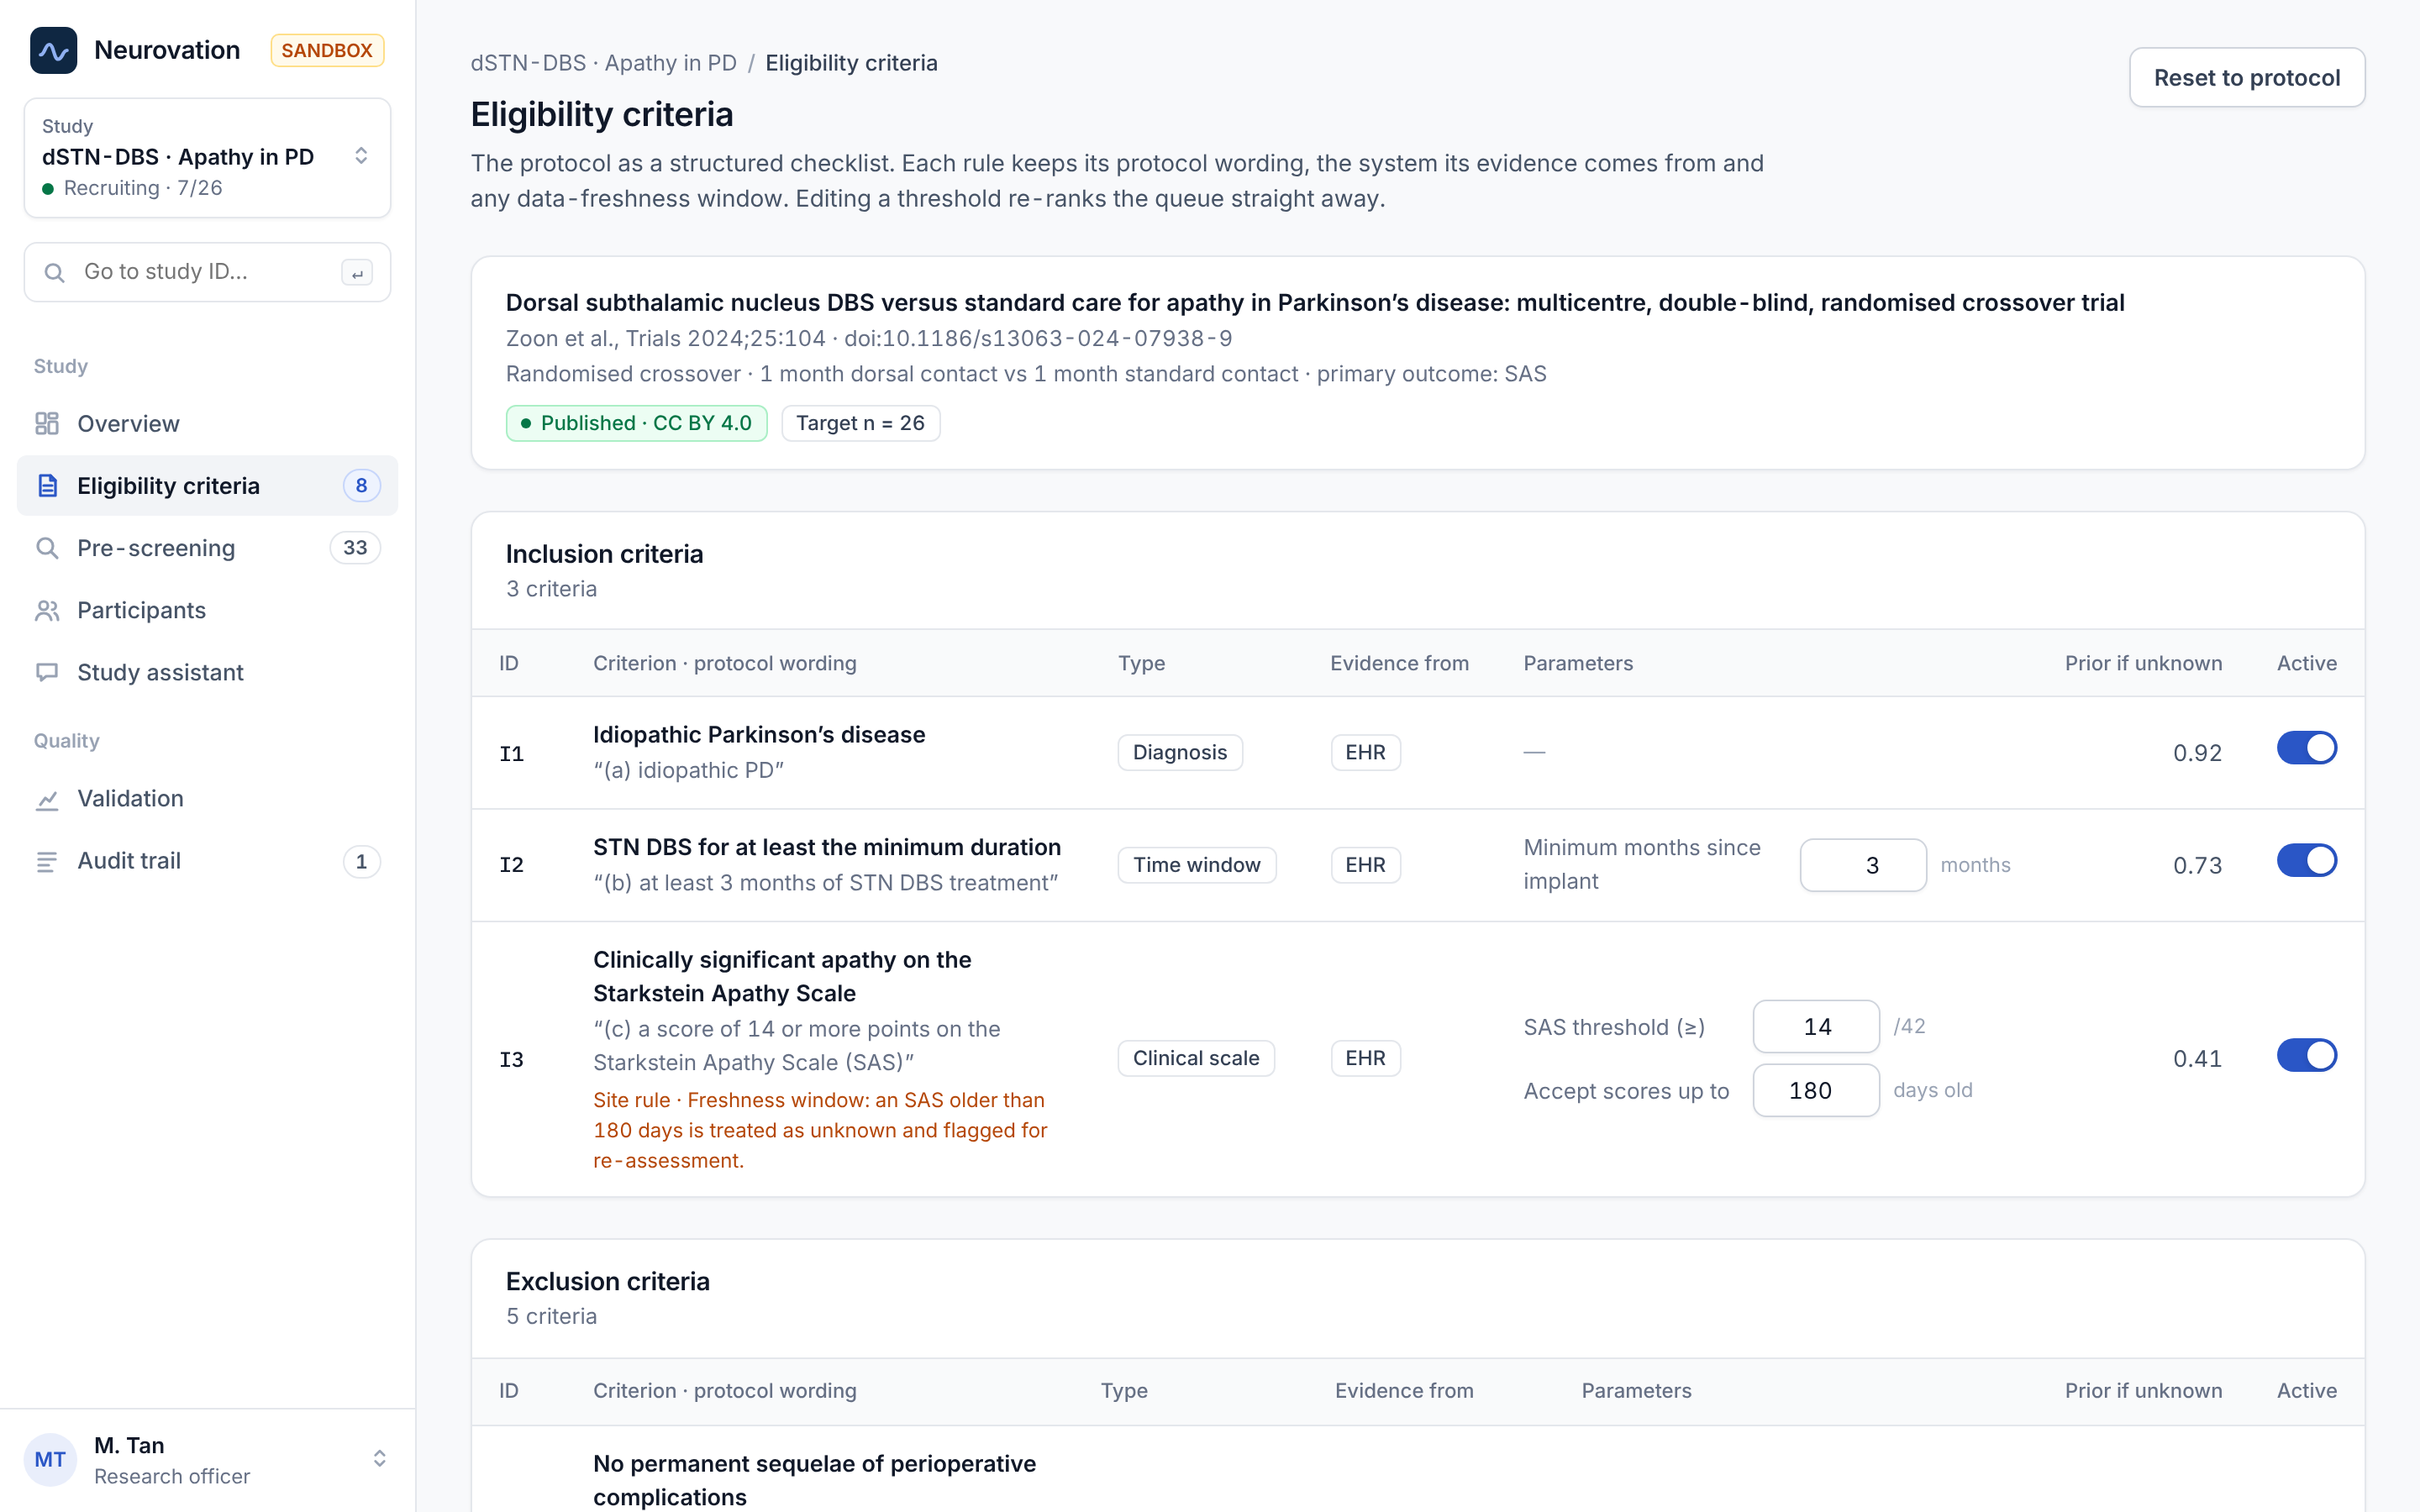 Neurovation
SANDBOX
Study
dSTN-DBS · Apathy in PD
Recruiting · 7/26
Go to study ID...
↵
Study
Overview
Eligibility criteria 8
Pre-screening 33
Participants
Study assistant
Quality
Validation
Audit trail 1
MT
M. Tan
Research officer
dSTN-DBS · Apathy in PD / Eligibility criteria
Reset to protocol
Eligibility criteria
The protocol as a structured checklist. Each rule keeps its protocol wording, the system its evidence comes from and
any data-freshness window. Editing a threshold re-ranks the queue straight away.
Dorsal subthalamic nucleus DBS versus standard care for apathy in Parkinson’s disease: multicentre, double-blind, randomised crossover trial
Zoon et al., Trials 2024;25:104 · doi:10.1186/s13063-024-07938-9
Randomised crossover · 1 month dorsal contact vs 1 month standard contact · primary outcome: SAS
Published · CC BY 4.0
Target n = 26
Inclusion criteria
3 criteria
ID Criterion · protocol wording Type Evidence from Parameters Prior if unknown Active
I1
Idiopathic Parkinson’s disease
“(a) idiopathic PD”
Diagnosis
EHR
—
0.92
I2
STN DBS for at least the minimum duration
“(b) at least 3 months of STN DBS treatment”
Time window
EHR
Minimum months since
implant
3 months
0.73
I3
Clinically significant apathy on the
Starkstein Apathy Scale
“(c) a score of 14 or more points on the
Starkstein Apathy Scale (SAS)”
Site rule · Freshness window: an SAS older than
180 days is treated as unknown and flagged for
re-assessment.
Clinical scale
EHR
SAS threshold (≥) 14 /42
Accept scores up to 180 days old
0.41
Exclusion criteria
5 criteria
ID Criterion · protocol wording Type Evidence from Parameters Prior if unknown Active
No permanent sequelae of perioperative
complications